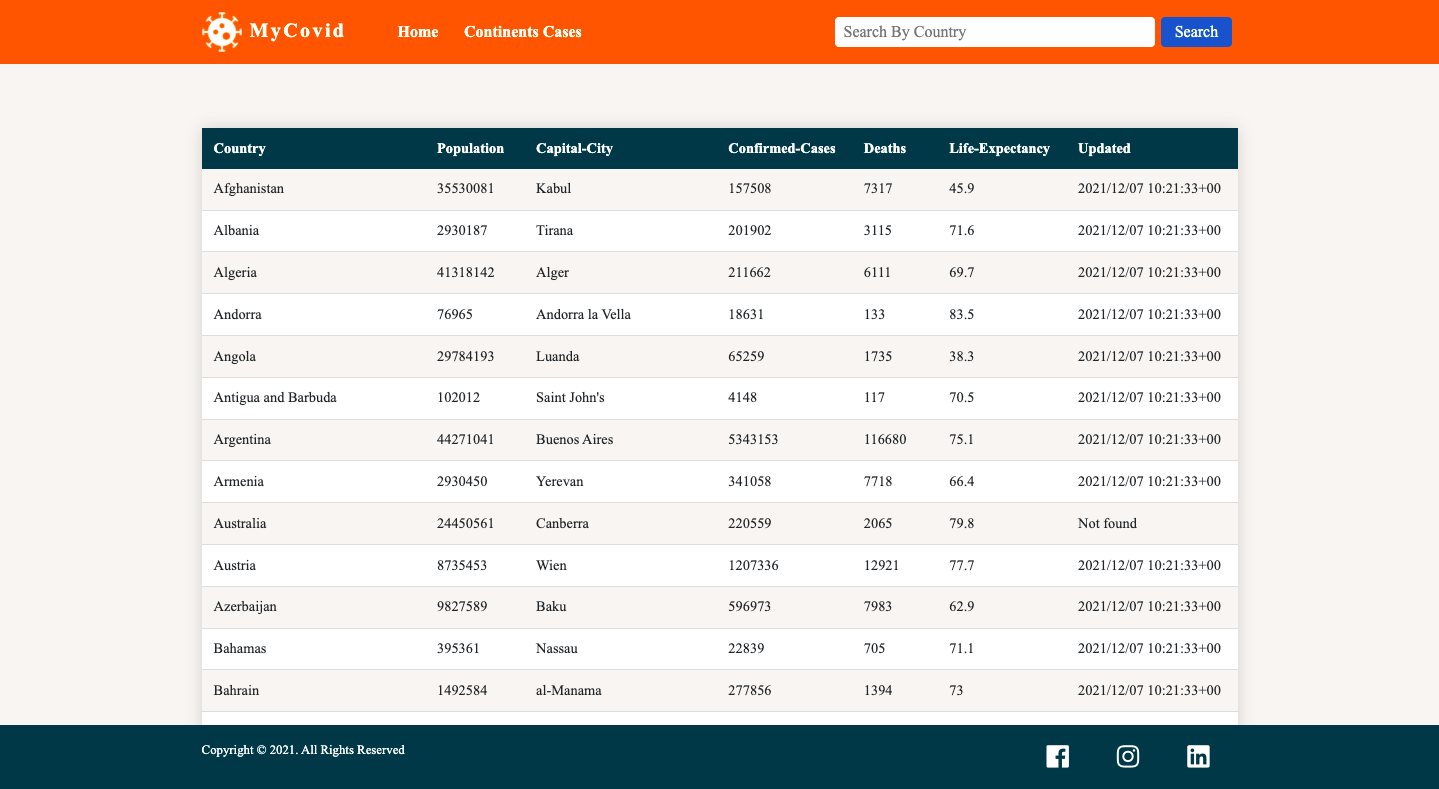 MyCovid Home Continents Cases Search By Country Search
Country Population Capital-City Confirmed-Cases Deaths Life-Expectancy Updated
Afghanistan 35530081 Kabul 157508 7317 45.9 2021/12/07 10:21:33+00
Albania 2930187 Tirana 201902 3115 71.6 2021/12/07 10:21:33+00
Algeria 41318142 Alger 211662 6111 69.7 2021/12/07 10:21:33+00
Andorra 76965 Andorra la Vella 18631 133 83.5 2021/12/07 10:21:33+00
Angola 29784193 Luanda 65259 1735 38.3 2021/12/07 10:21:33+00
Antigua and Barbuda 102012 Saint John's 4148 117 70.5 2021/12/07 10:21:33+00
Argentina 44271041 Buenos Aires 5343153 116680 75.1 2021/12/07 10:21:33+00
Armenia 2930450 Yerevan 341058 7718 66.4 2021/12/07 10:21:33+00
Australia 24450561 Canberra 220559 2065 79.8 Not found
Austria 8735453 Wien 1207336 12921 77.7 2021/12/07 10:21:33+00
Azerbaijan 9827589 Baku 596973 7983 62.9 2021/12/07 10:21:33+00
Bahamas 395361 Nassau 22839 705 71.1 2021/12/07 10:21:33+00
Bahrain 1492584 al-Manama 277856 1394 73 2021/12/07 10:21:33+00
Copyright © 2021. All Rights Reserved